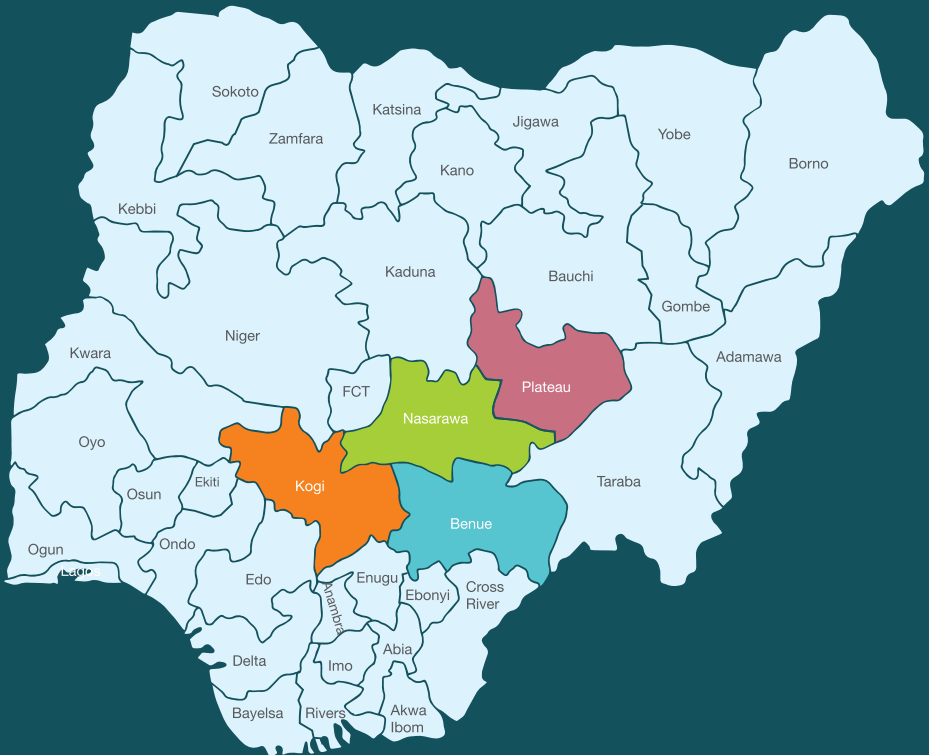 Sokoto
Katsina
Jigawa
Zamfara
Yobe
Kano
Borno
Kebbi
Kaduna
Bauchi
Gombe
Niger
Kwara
Adamawa
FCT
Plateau
Nasarawa
Oyo
Ekiti
Taraba
Kogi
Osun
Benue
Ondo
Ogun
Edo
Enugu
Cross
River
Ebonyi
Anambra
Abia
Delta
Imo
Bayelsa
Rivers
Akwa
Ibom